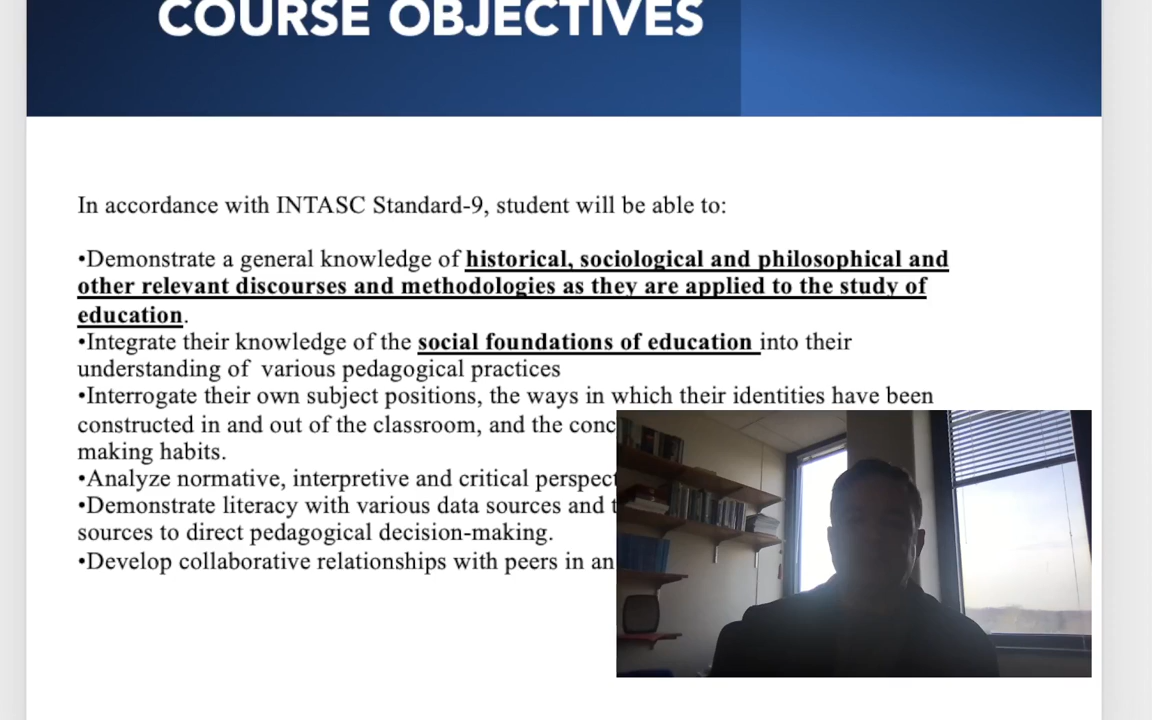 COURSE OBJECTIVES
In accordance with INTASC Standard-9, student will be able to:
•Demonstrate a general knowledge of historical, sociological and philosophical and
other relevant discourses and methodologies as they are applied to the study of
education.
•Integrate their knowledge of the social foundations of education into their
understanding of various pedagogical practices
•Interrogate their own subject positions, the ways in which their identities have been
constructed in and out of the classroom, and the conc
making habits.
•Analyze normative, interpretive and critical perspec
•Demonstrate literacy with various data sources and
sources to direct pedagogical decision-making.
•Develop collaborative relationships with peers in an